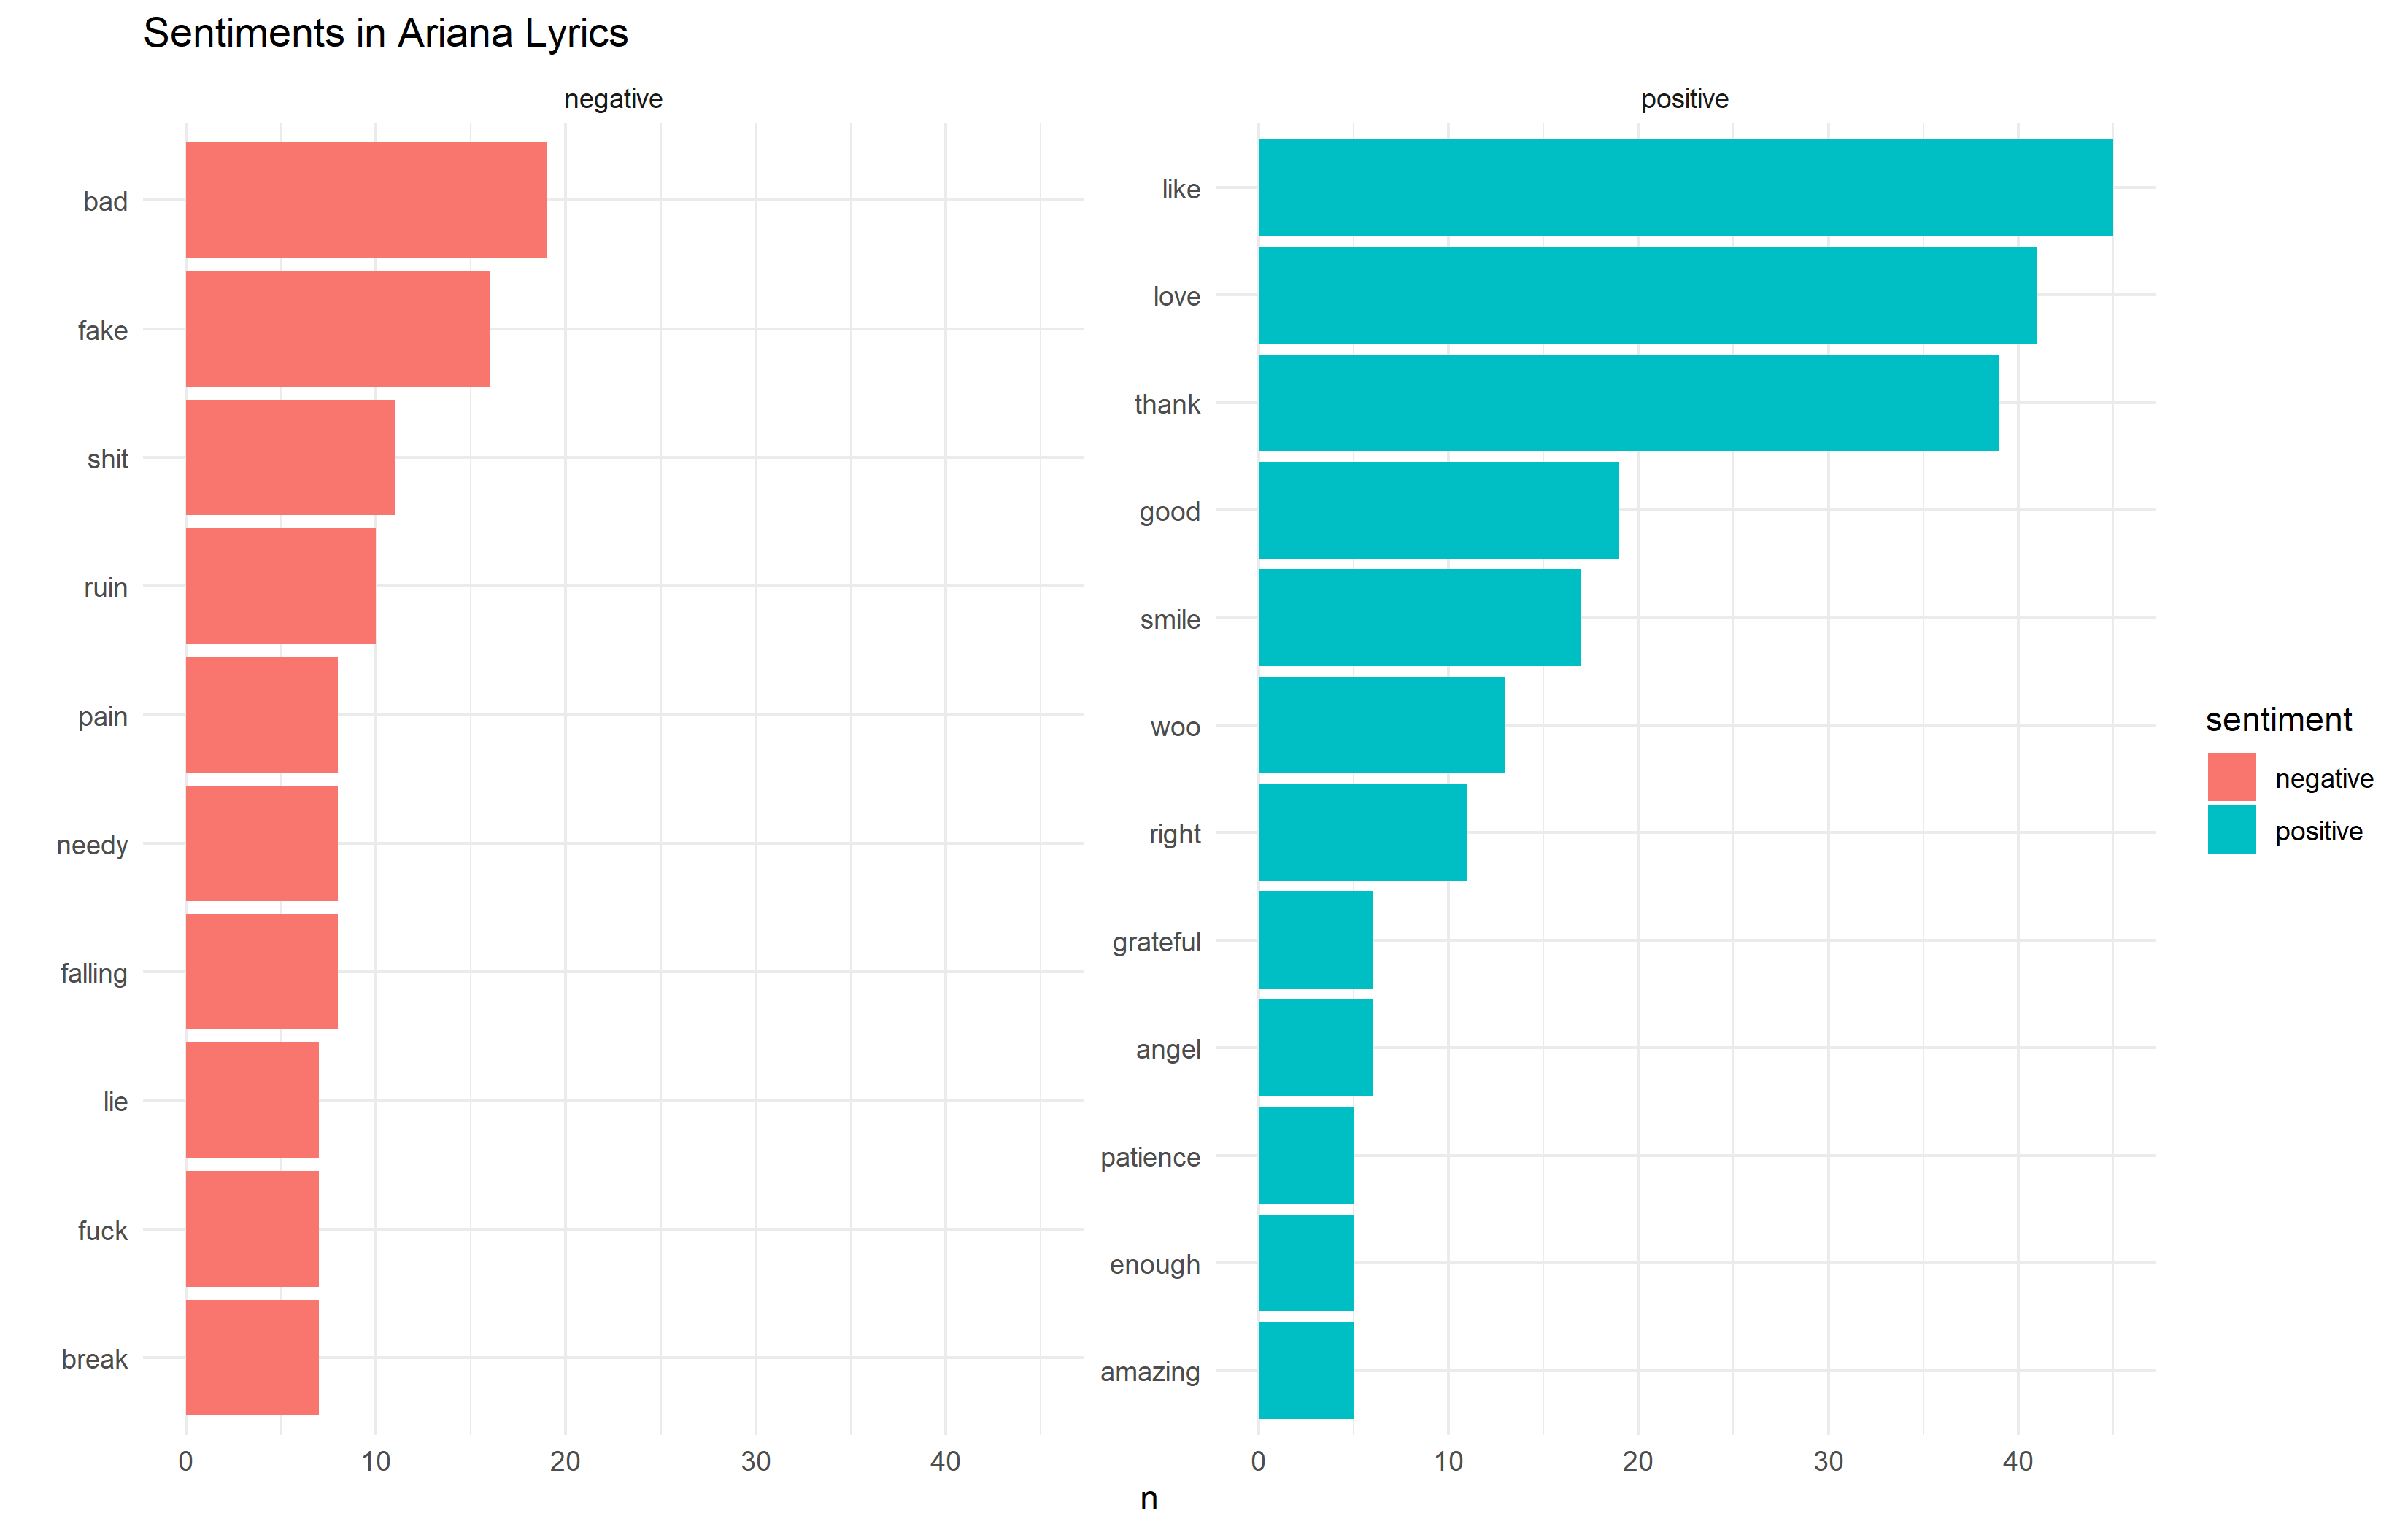 Sentiments in Ariana Lyrics
negative
bad
fake
shit
ruin
pain
needy
falling
lie
fuck
break
0 10 20 30 40
positive
like
love
thank
good
smile
woo
right
grateful
angel
patience
enough
amazing
0 10 20 30 40
n
sentiment
negative
positive